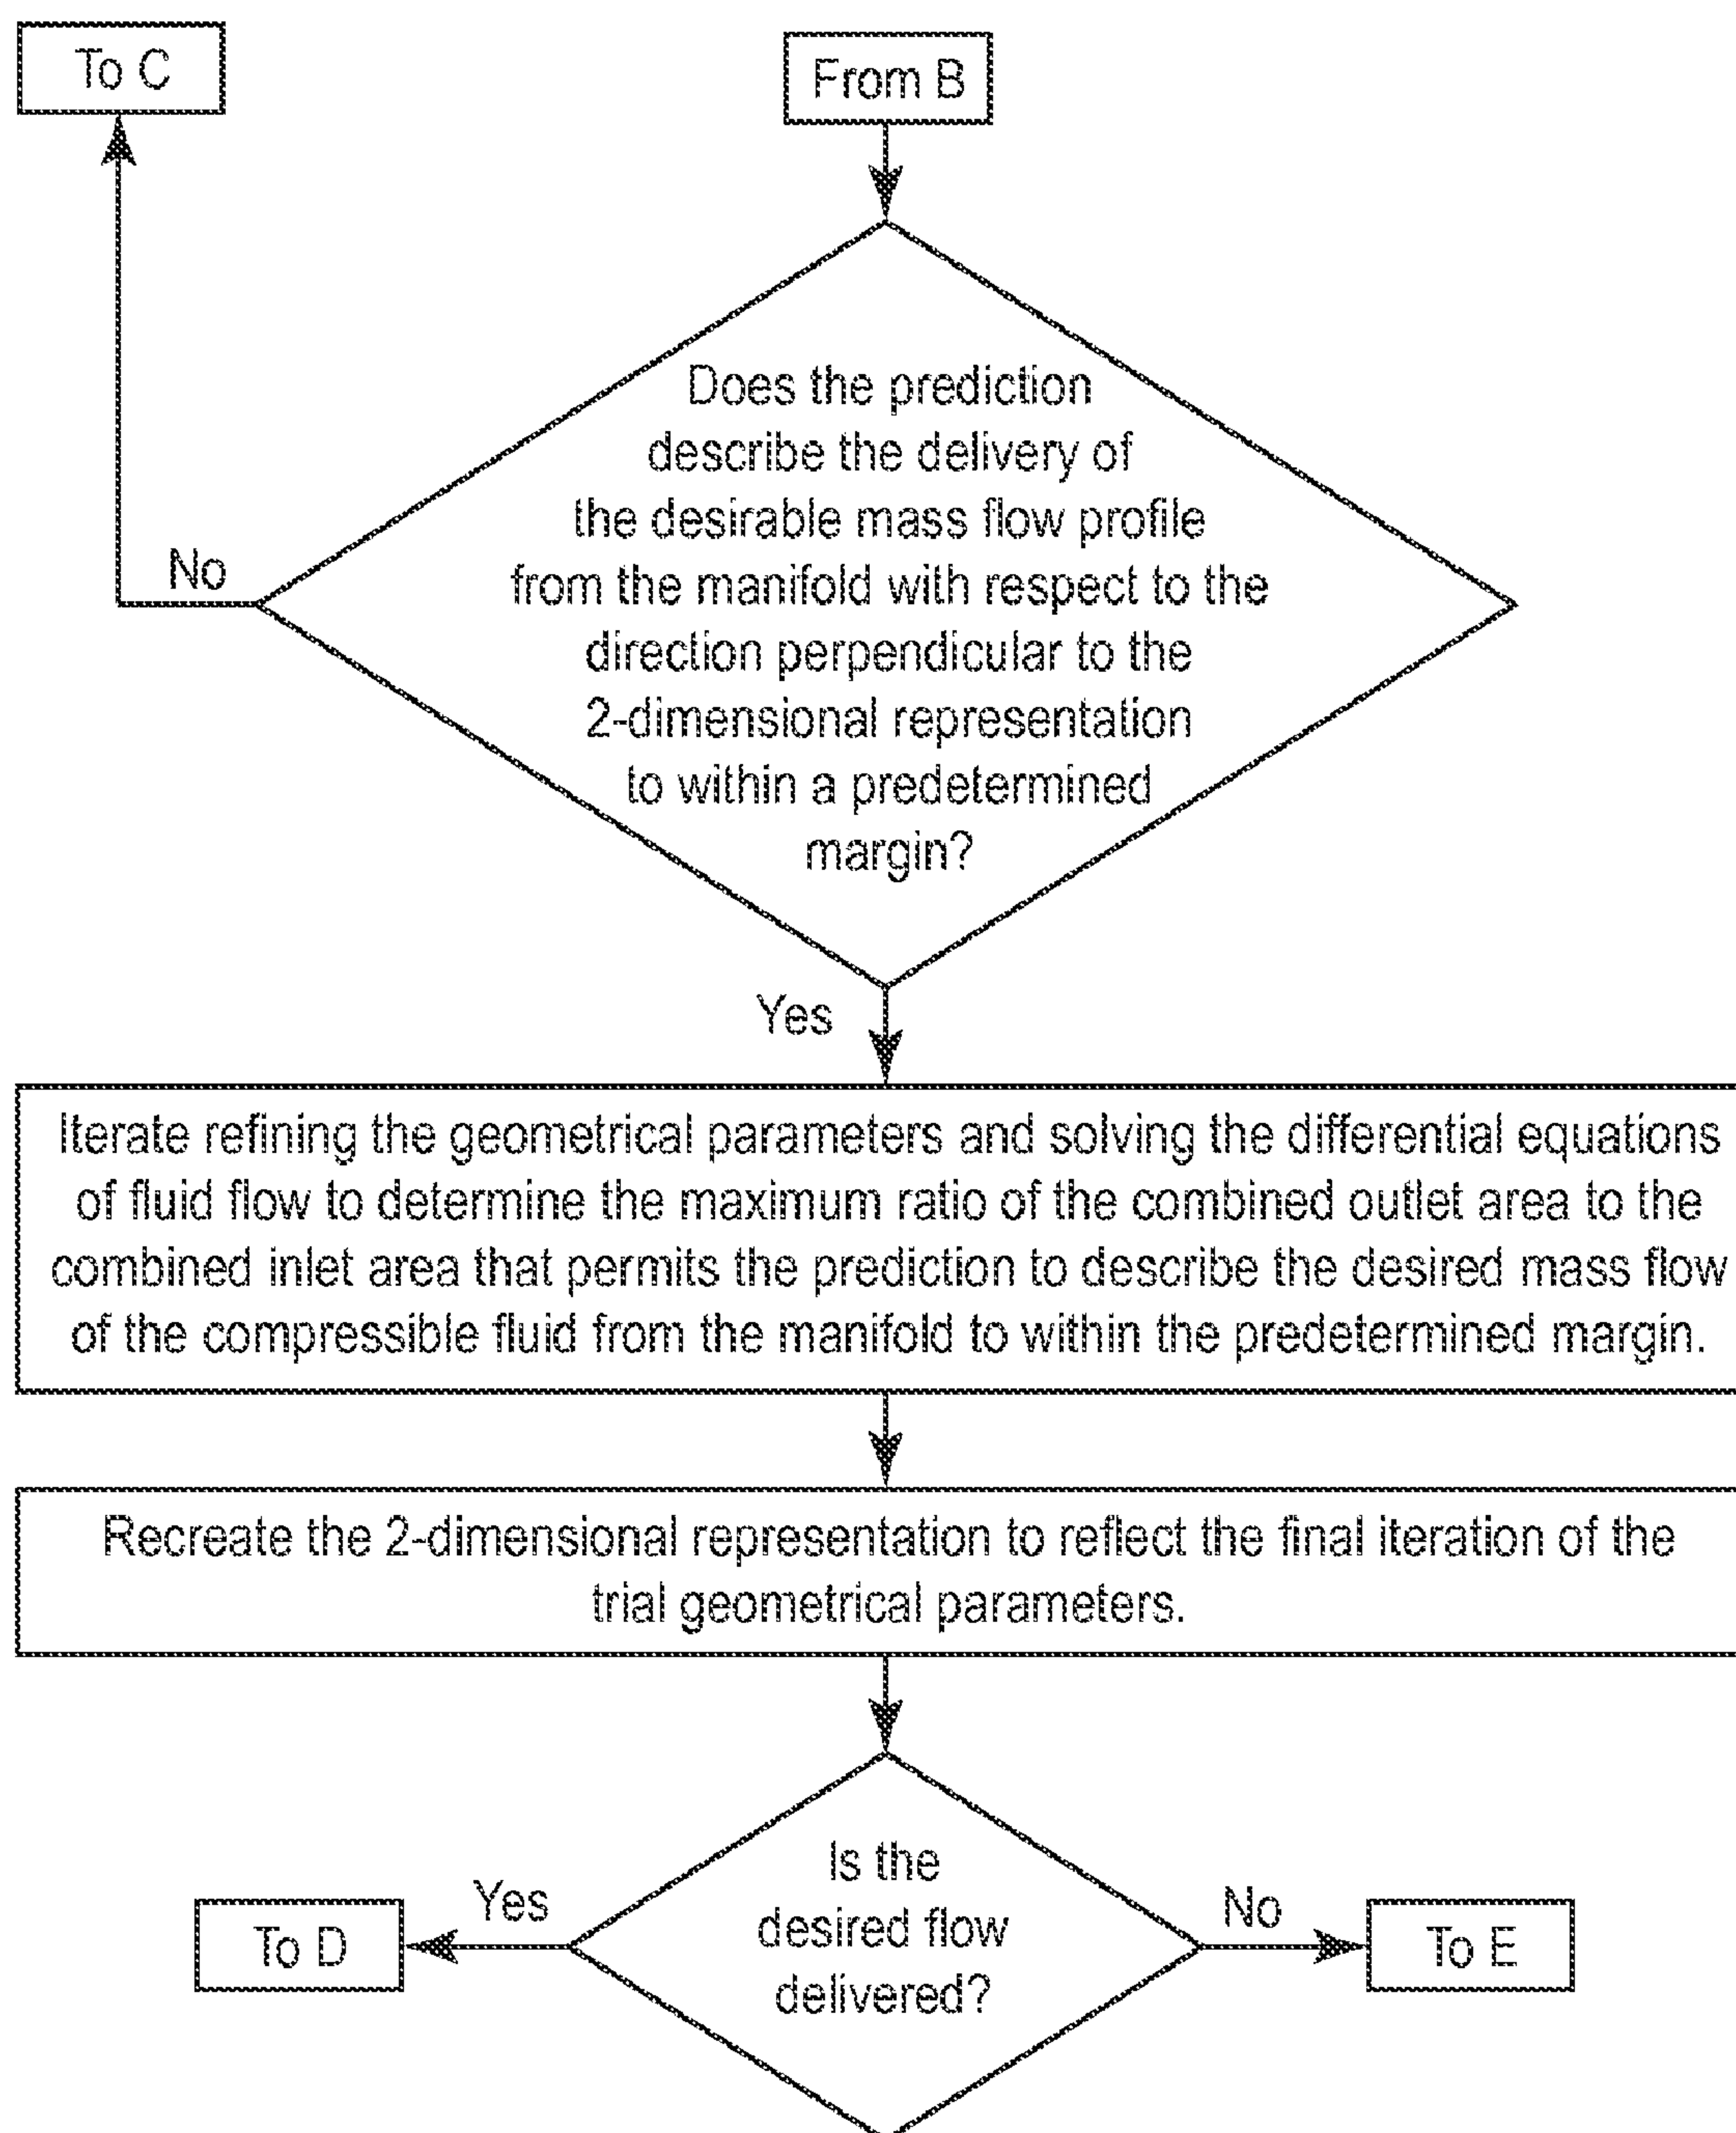 To C
From B
Does the prediction
describe the delivery of
the desirable mass flow profile
from the manifold with respect to the
direction perpendicular to the
2-dimensional representation
to within a predetermined
margin?
No
Yes
Iterate refining the geometrical parameters and solving the differential equations
of fluid flow to determine the maximum ratio of the combined outlet area to the
combined inlet area that permits the prediction to describe the desired mass flow
of the compressible fluid from the manifold to within the predetermined margin.
Recreate the 2-dimensional representation to reflect the final iteration of the
trial geometrical parameters.
Is the
desired flow
delivered?
Yes
To D
No
To E